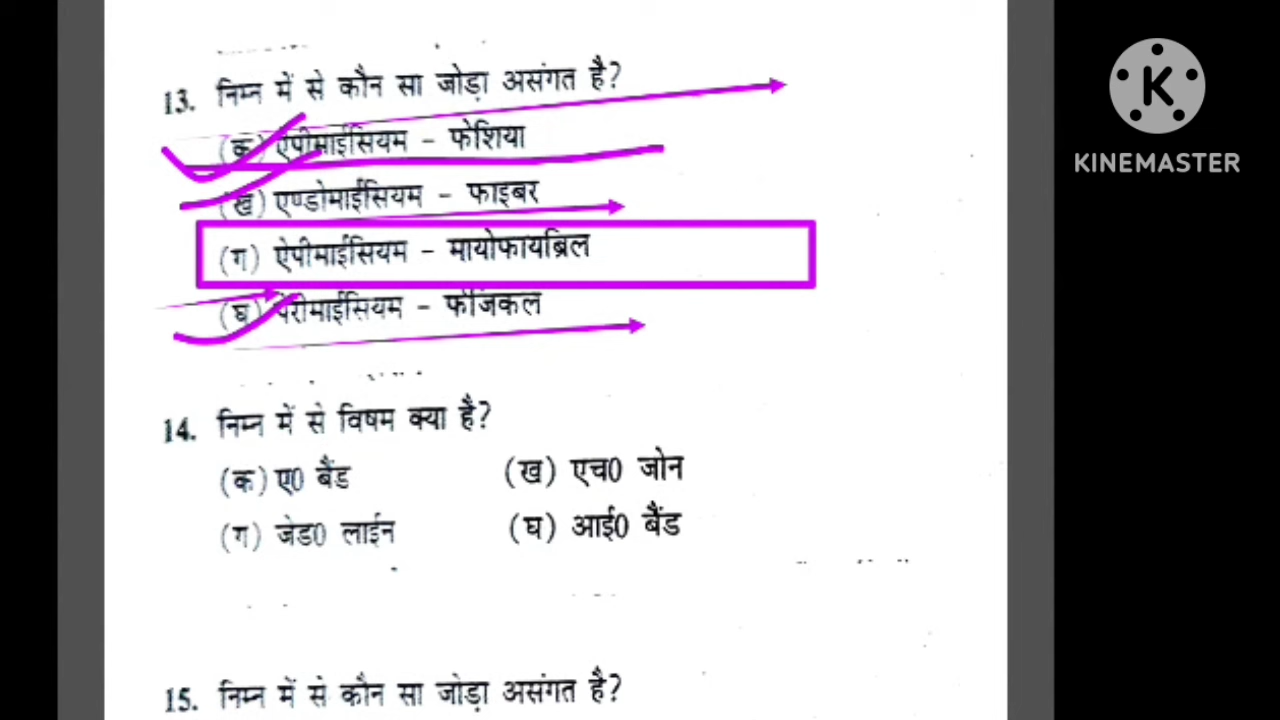 KINEMASTER
13. निम्न में से कौन सा जोड़ा असंगत है?
(क) ऐपीमाईसियम - फेशिया
(ख) एण्डोमाईसियम - फाइबर
(ग) ऐपीमाईसियम - मायोफायब्रिल
(घ) पेरीमाईसियम - फौजिकल
14. निम्न में से विषम क्या है?
(क) ए0 बैंड (ख) एच0 जोन
(ग) जेड0 लाईन (घ) आई0 बैंड
15. निम्न में से कौन सा जोड़ा असंगत है?